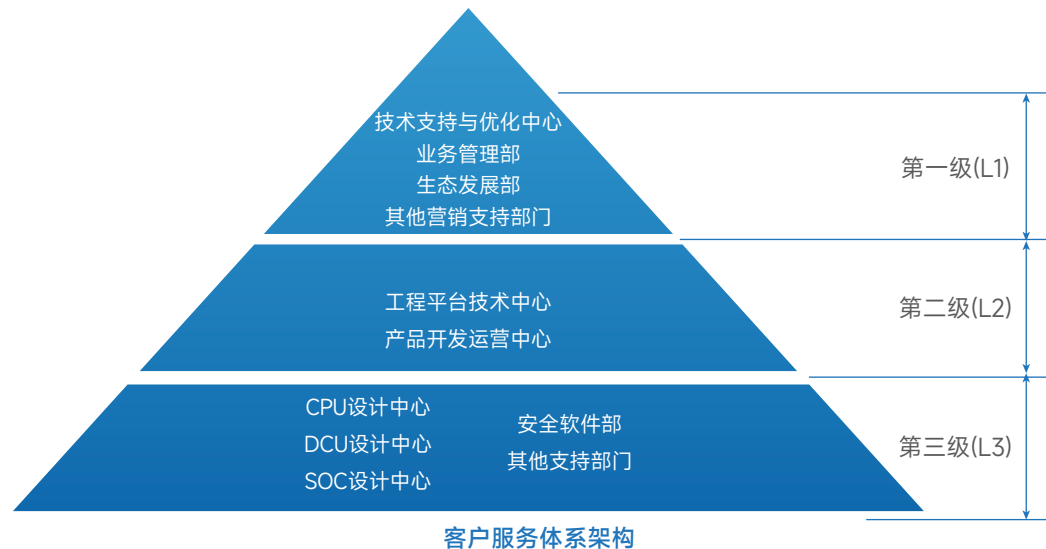 技术支持与优化中心
业务管理部
生态发展部
其他营销支持部门
第一级(L1)
工程平台技术中心
产品开发运营中心
第二级(L2)
CPU设计中心
DCU设计中心
SOC设计中心
安全软件部
其他支持部门
第三级(L3)
客户服务体系架构